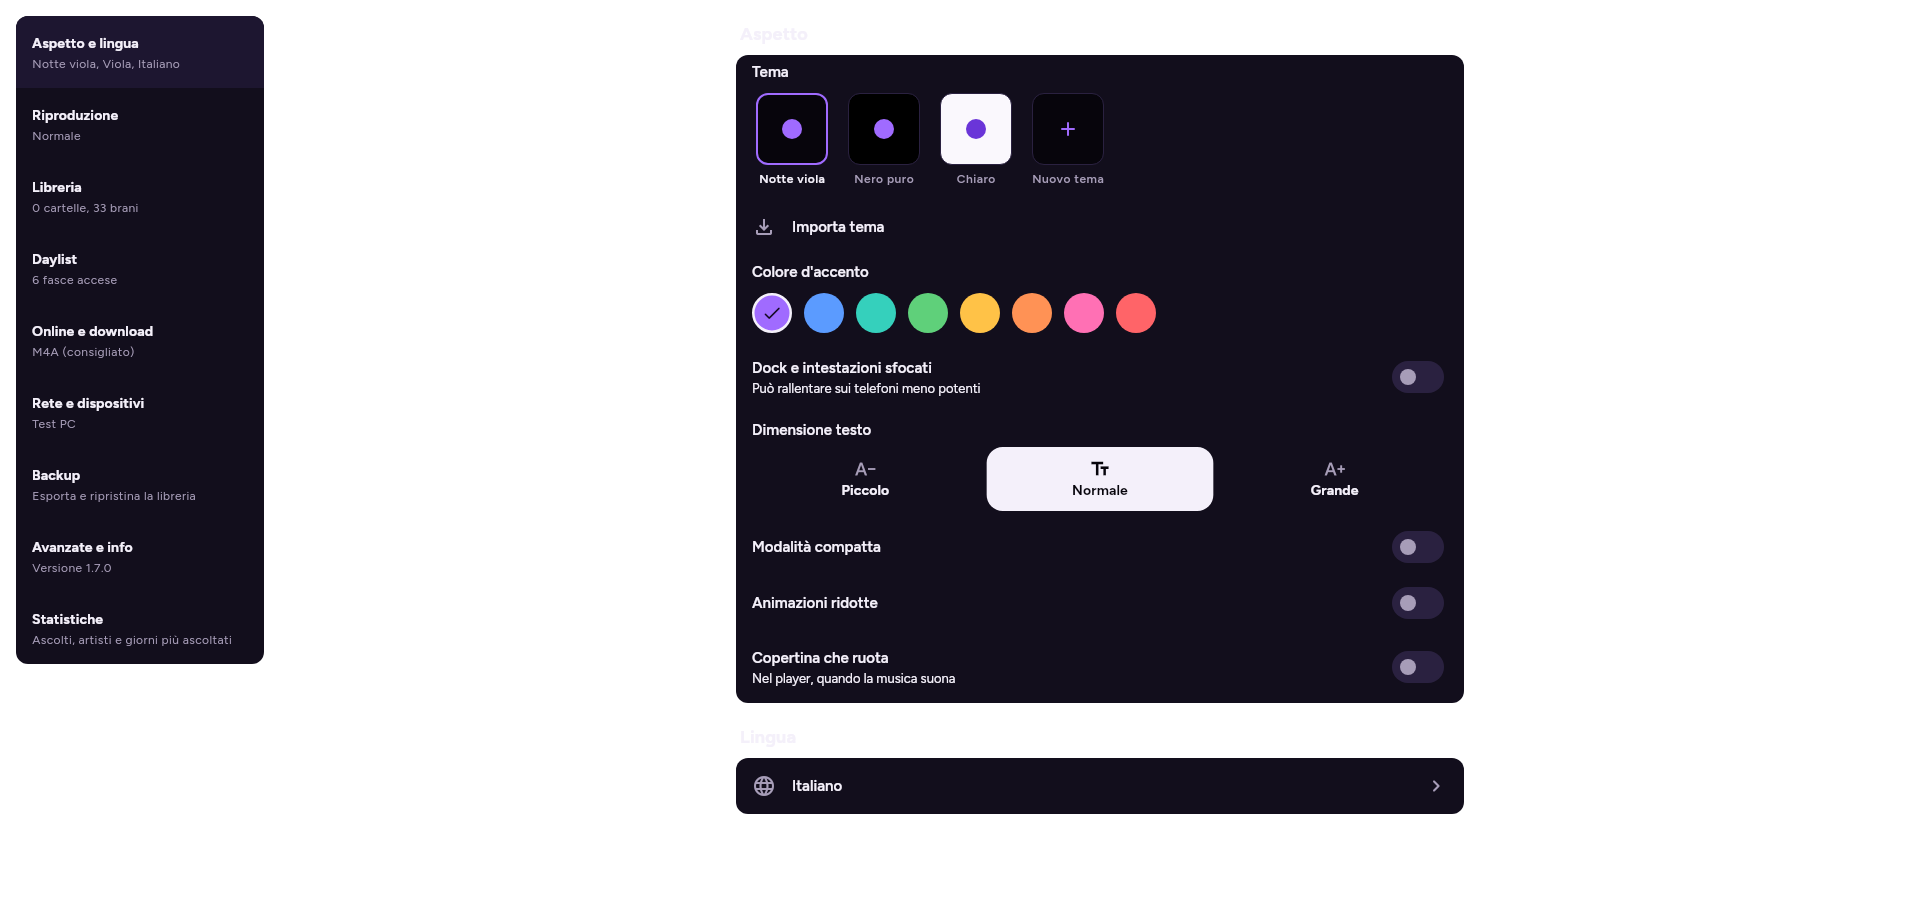 Aspetto e lingua
Notte viola, Viola, Italiano
Riproduzione
Normale
Libreria
0 cartelle, 33 brani
Daylist
6 fasce accese
Online e download
M4A (consigliato)
Rete e dispositivi
Test PC
Backup
Esporta e ripristina la libreria
Avanzate e info
Versione 1.7.0
Statistiche
Ascolti, artisti e giorni più ascoltati
Aspetto
Tema
Notte viola
Nero puro
Chiaro
Nuovo tema
Importa tema
Colore d'accento
Dock e intestazioni sfocati
Può rallentare sui telefoni meno potenti
Dimensione testo
A-
Tт
A+
Piccolo
Normale
Grande
Modalità compatta
Animazioni ridotte
Copertina che ruota
Nel player, quando la musica suona
Lingua
Italiano